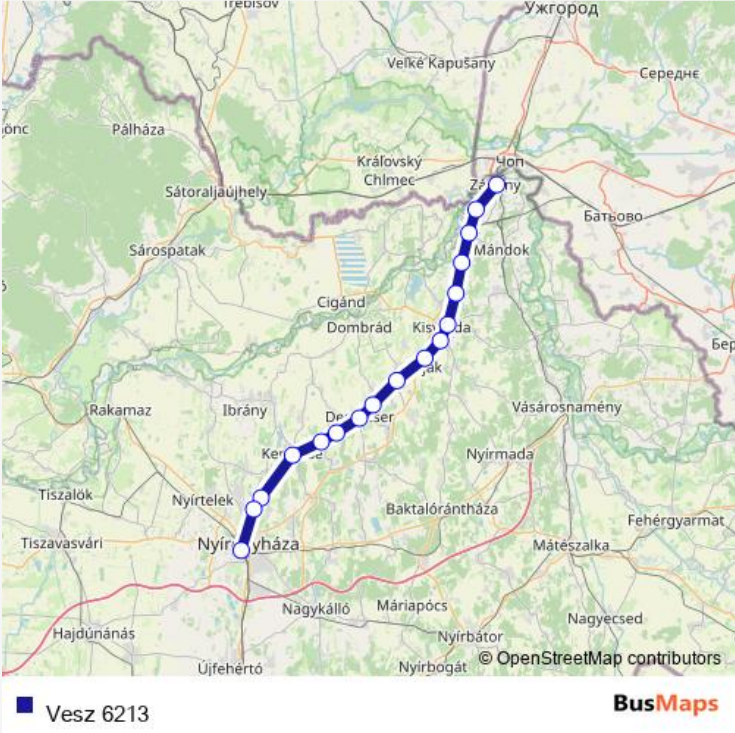 Trebišov
Ужгород
Veľké Kapušany
Середнє
Pálháza
Kráľovský
Chlmec
Чоп
Sátoraljaújhely
Батьово
Sárospatak
Mándok
Cigánd
Dombrád
Rakamaz
Ibrány
Vásárosnamény
Nyírmada
Tiszalök
Nyírtelek
Baktalórántháza
Fehérgyarmat
Tiszavasvári
Mátészalka
Nagykálló
Máriapócs
Nagyecsed
Hajdúnánás
Nyírbátor
Újfehértó
Nyírbogát
© OpenStreetMap contributors
Vesz 6213
BusMaps